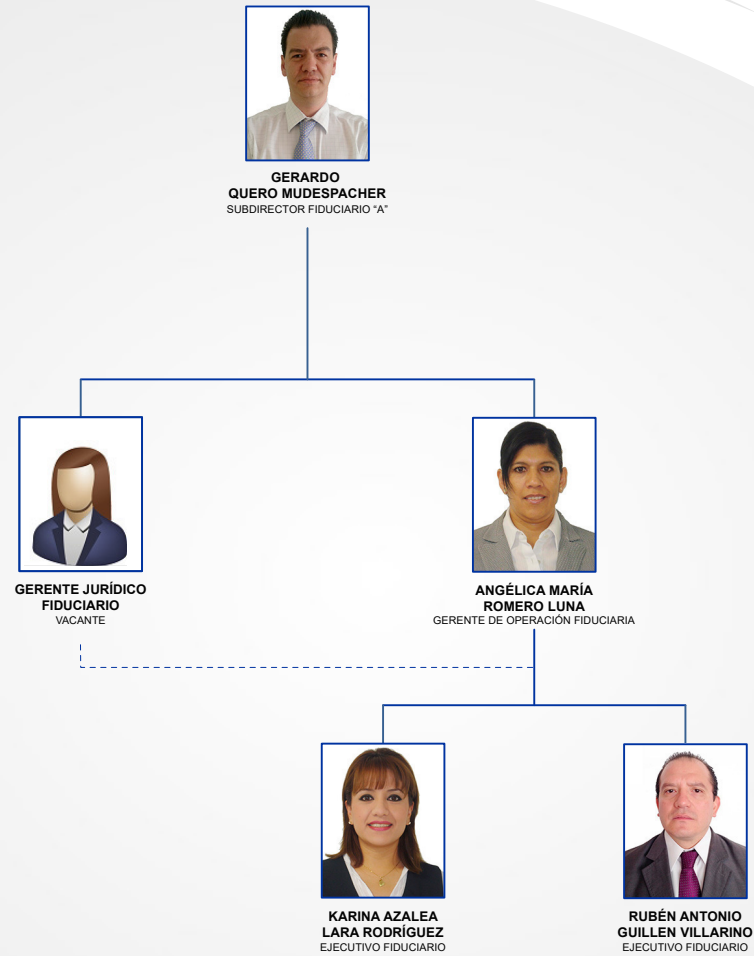 GERARDO
QUERO MUDESPACHER
SUBDIRECTOR FIDUCIARIO “A”
GERENTE JURÍDICO
FIDUCIARIO
VACANTE
ANGÉLICA MARÍA
ROMERO LUNA
GERENTE DE OPERACIÓN FIDUCIARIA
KARINA AZALEA
LARA RODRÍGUEZ
EJECUTIVO FIDUCIARIO
RUBÉN ANTONIO
GUILLEN VILLARINO
EJECUTIVO FIDUCIARIO